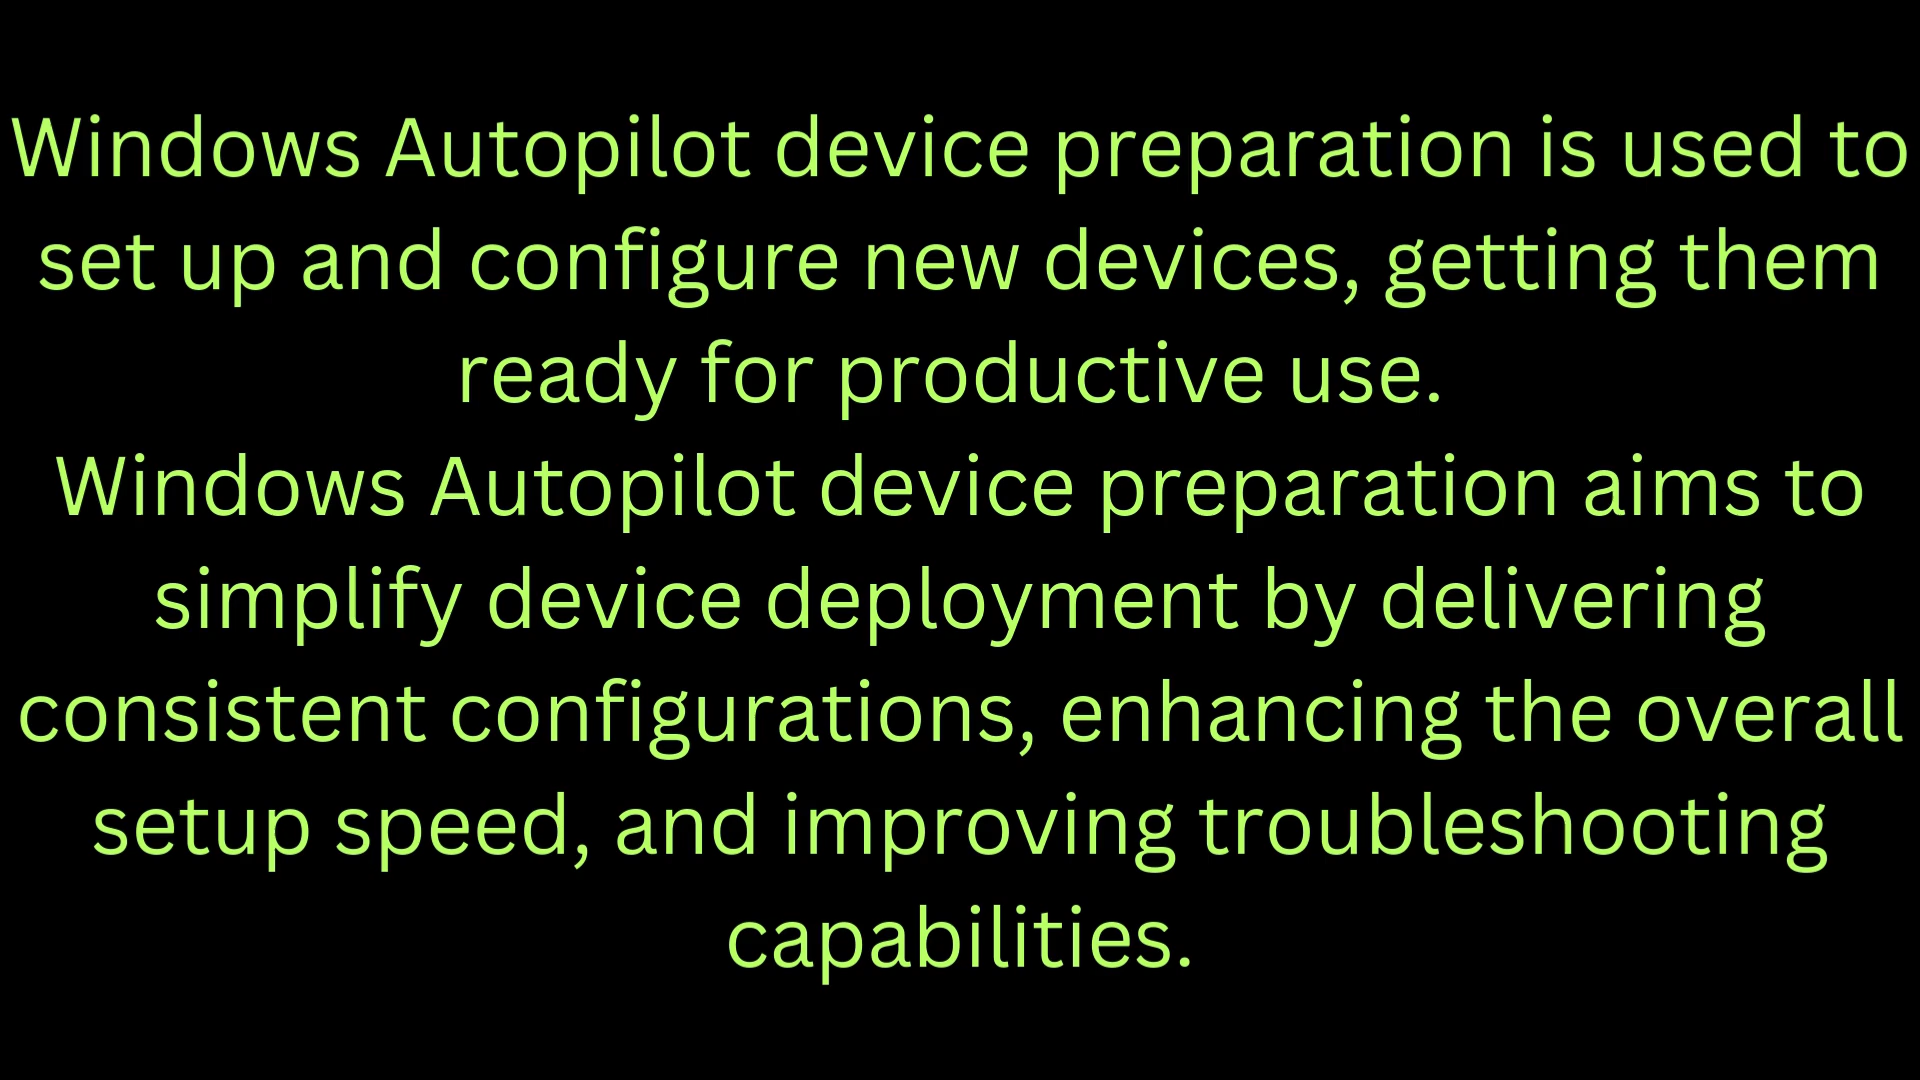 Windows Autopilot device preparation is used to
set up and configure new devices, getting them
ready for productive use.
Windows Autopilot device preparation aims to
simplify device deployment by delivering
consistent configurations, enhancing the overall
setup speed, and improving troubleshooting
capabilities.